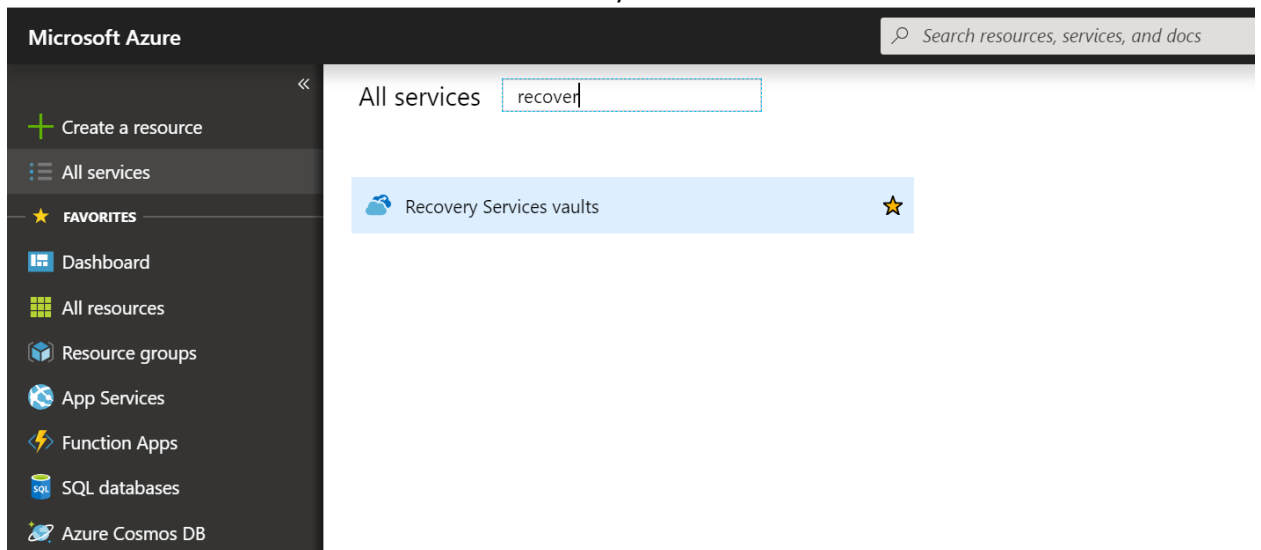 Microsoft Azure
Search resources, services, and docs
«
All services
recover
Create a resource
All services
FAVORITES
Recovery Services vaults
Dashboard
All resources
Resource groups
App Services
Function Apps
SQL
SQL databases
Azure Cosmos DB